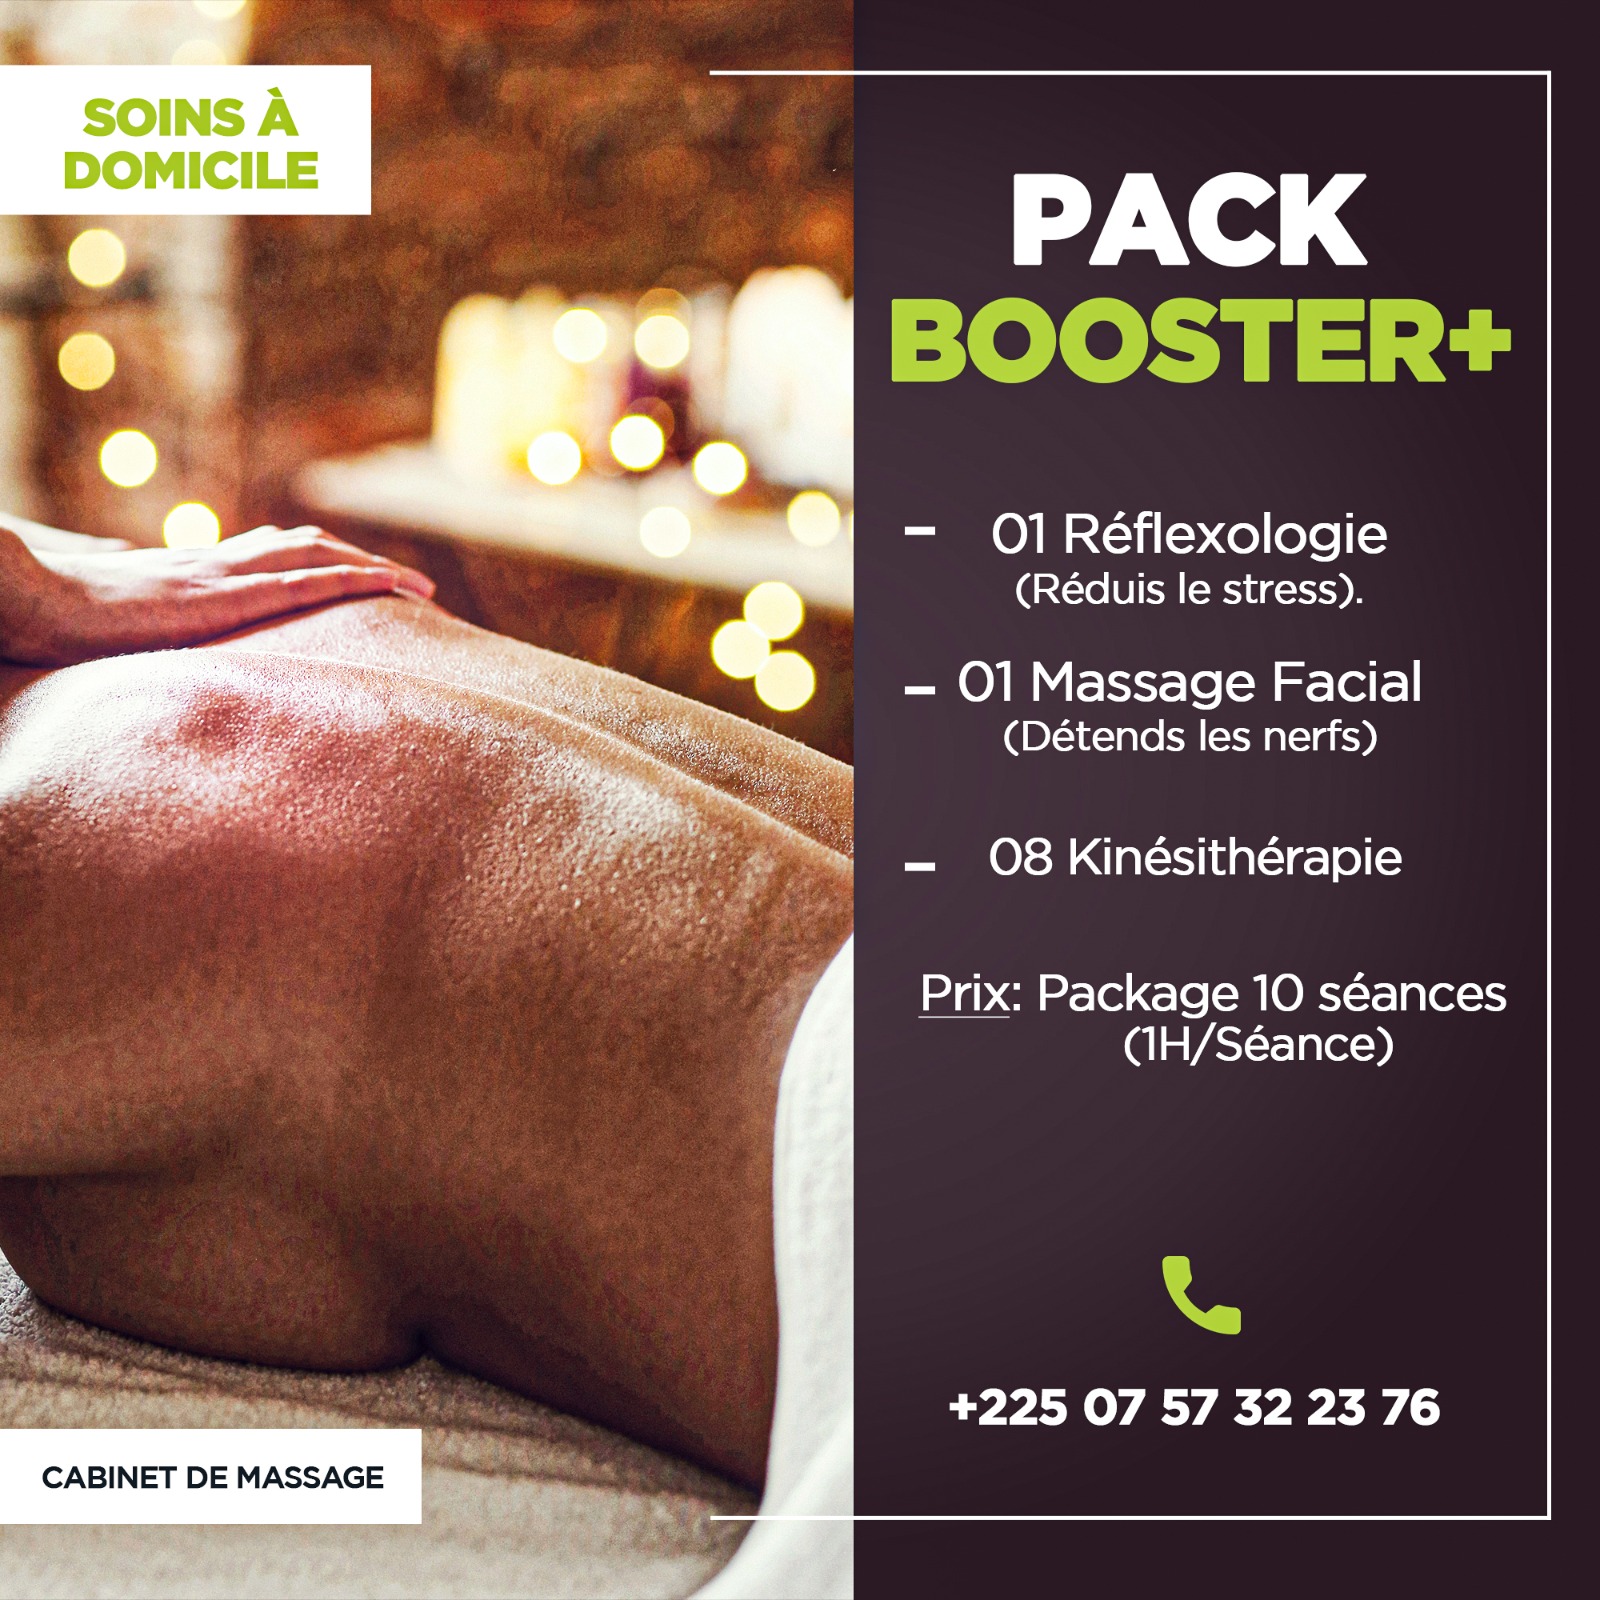 SOINS À
DOMICILE
PACK
BOOSTER+
- 01 Réflexologie
(Réduis le stress).
- 01 Massage Facial
(Détends les nerfs)
- 08 Kinésithérapie
Prix: Package 10 séances
(1H/Séance)
+225 07 57 32 23 76
CABINET DE MASSAGE